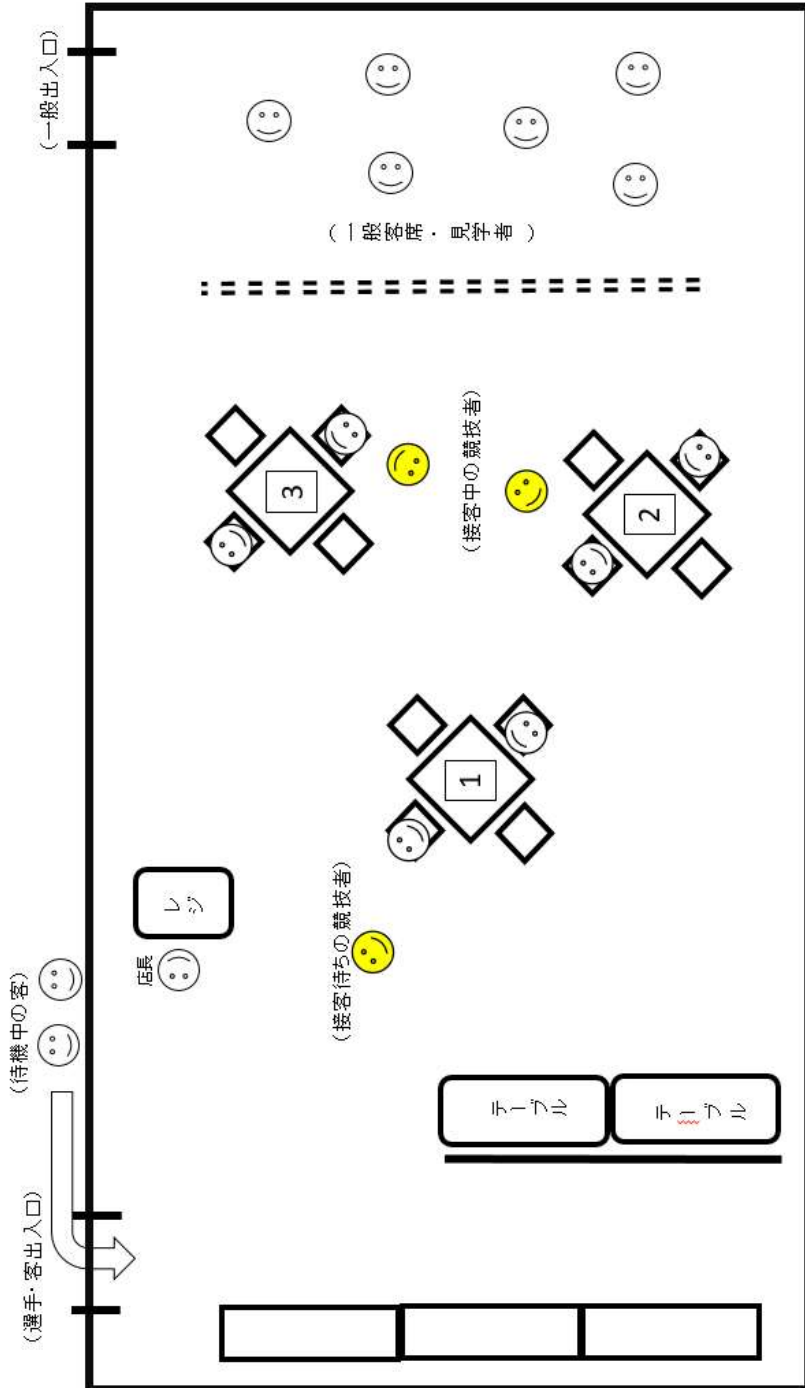 (選手・客出入口)
(待機中の客)
(一般出入口)
店長
レジ
3
(接客待ちの競技者)
(一般客席・見学者)
1
(接客中の競技者)
テーブル
2
テーブル